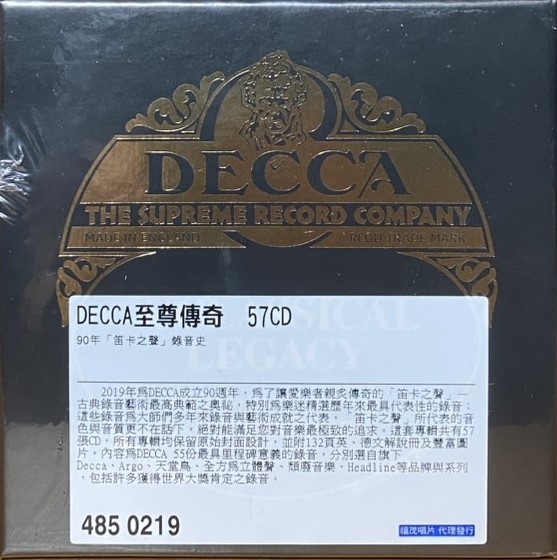 DECCA
THE SUPREME RECORD COMPANY
MADE IN ENGLAND
REGD. TRADE MARK
CLASSICAL
LEGACY
DECCA至尊傳奇 57CD
90年「笛卡之聲」錄音史
2019年為DECCA成立90週年，為了讓愛樂者親炙傳奇的「笛卡之聲」—
古典錄音藝術最高典範之奧祕，特別為樂迷精選歷年來最具代表性的錄音；
這些錄音為大師們多年來錄音與藝術成就之代表，「笛卡之聲」所代表的音
色與音質更不在話下，絕對能滿足您對音樂最極致的追求。這套專輯共有57
張CD，所有專輯均保留原始封面設計，並附132頁英、德文解說冊及豐富圖
片。內容為DECCA 55份最具里程碑意義的錄音，分別選自旗下
Decca、Argo、天堂鳥、全方為立體聲、頹廢音樂、Headline等品牌與系列
，包括許多獲得世界大獎肯定之錄音。
485 0219
福茂唱片 代理發行